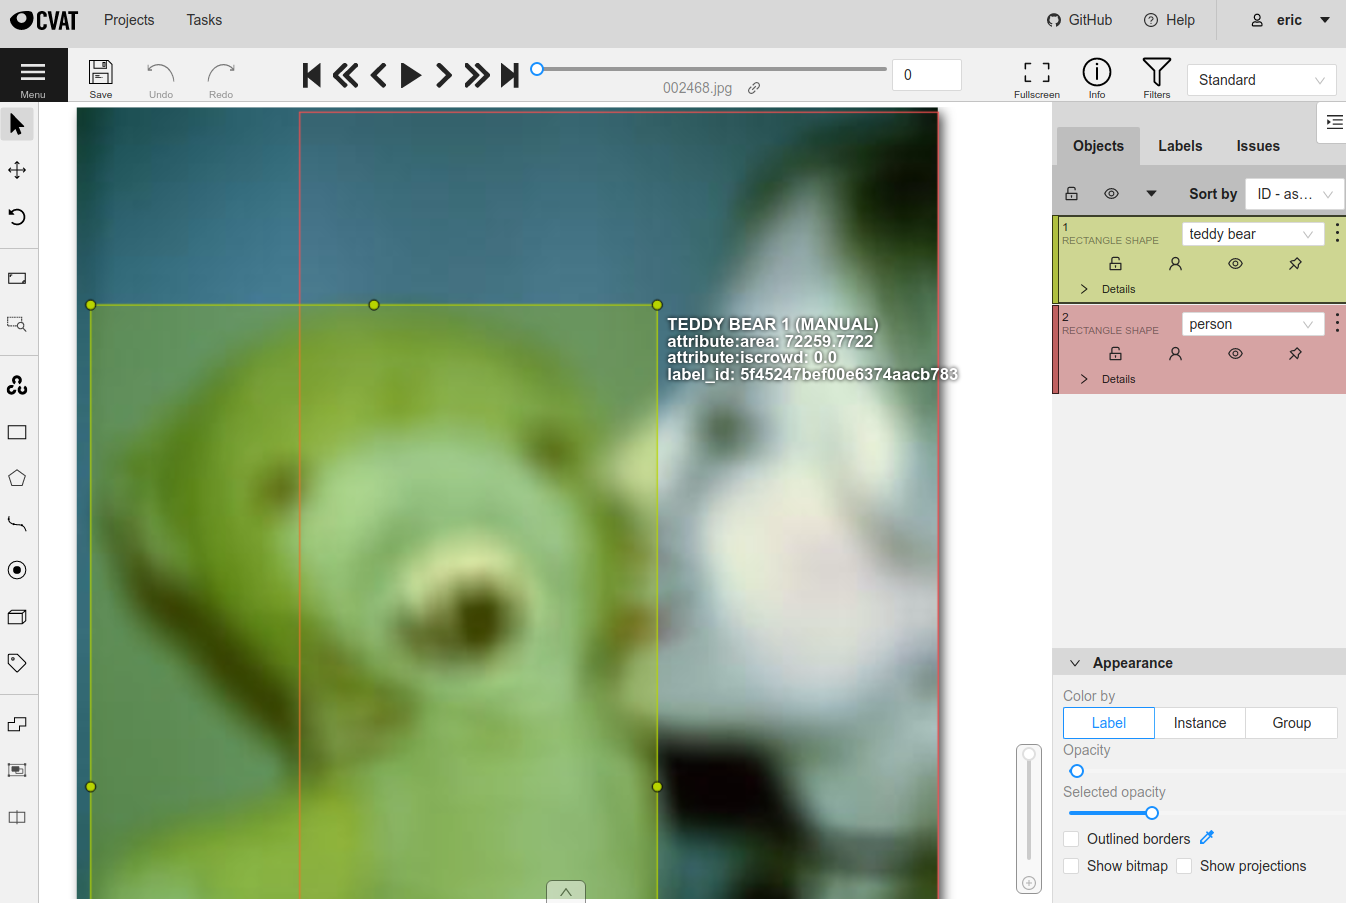 CVAT
Projects
Tasks
GitHub
Help
eric
Menu
Save
Undo
Redo
002468.jpg
0
Fullscreen
Info
Filters
Standard
Objects
Labels
Issues
Sort by
ID - as...
1
RECTANGLE SHAPE
teddy bear
Details
2
RECTANGLE SHAPE
person
Details
TEDDY BEAR 1 (MANUAL)
attribute:area: 72259.7722
attribute:iscrowd: 0.0
label_id: 5f45247bef00e6374aacb783
Appearance
Color by
Label
Instance
Group
Opacity
Selected opacity
Outlined borders
Show bitmap
Show projections